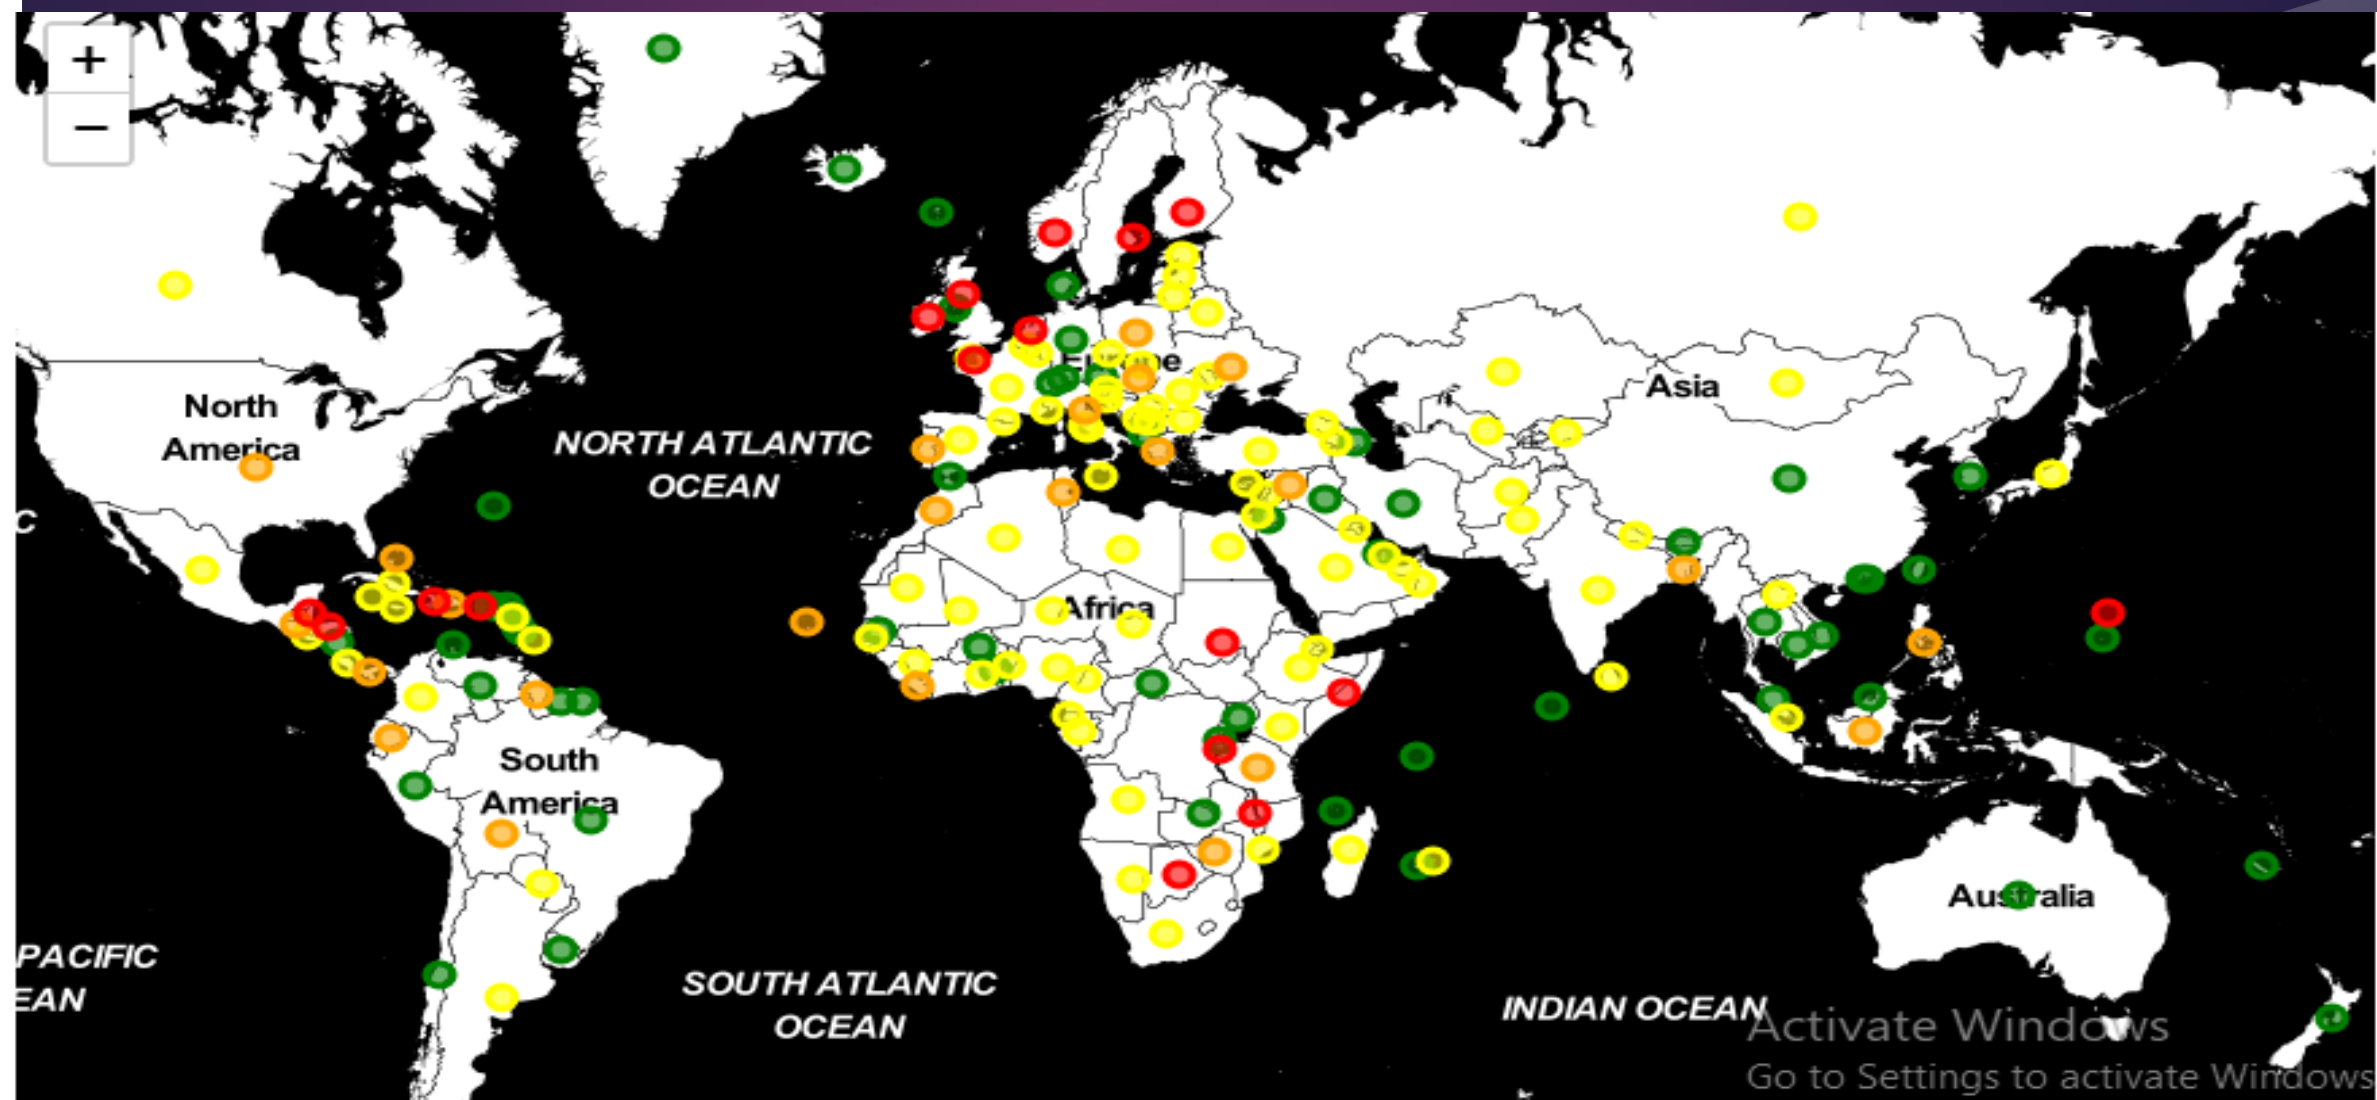 +
−
Europe
Asia
North
America
NORTH ATLANTIC
OCEAN
C
Africa
South
America
Australia
PACIFIC
EAN
SOUTH ATLANTIC
OCEAN
INDIAN OCEAN
Activate Windows
Go to Settings to activate Windows